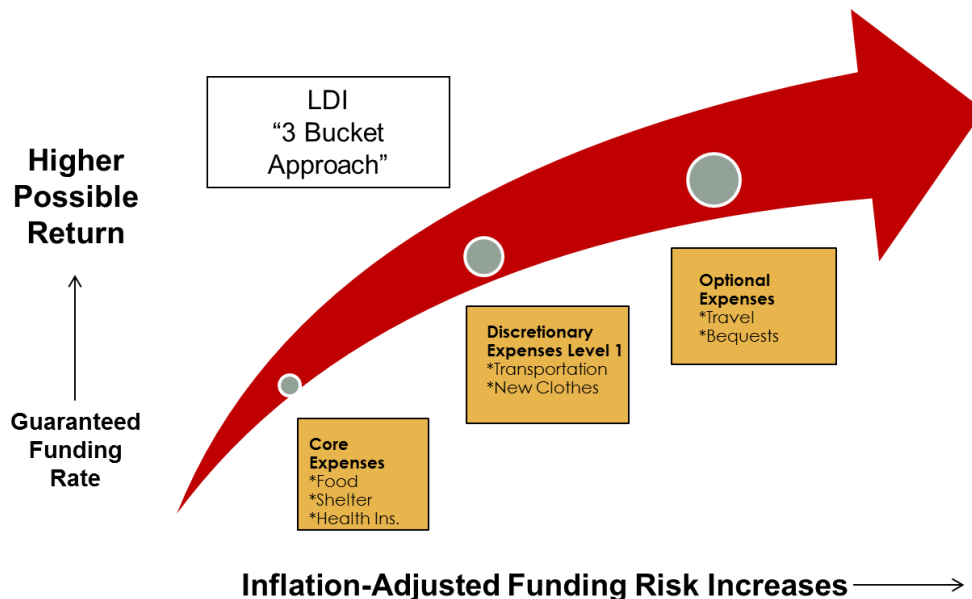 LDI
“3 Bucket
Approach”
Higher
Possible
Return
Guaranteed
Funding
Rate
Core
Expenses
*Food
*Shelter
*Health Ins.
Discretionary
Expenses Level 1
*Transportation
*New Clothes
Optional
Expenses
*Travel
*Bequests
Inflation-Adjusted Funding Risk Increases